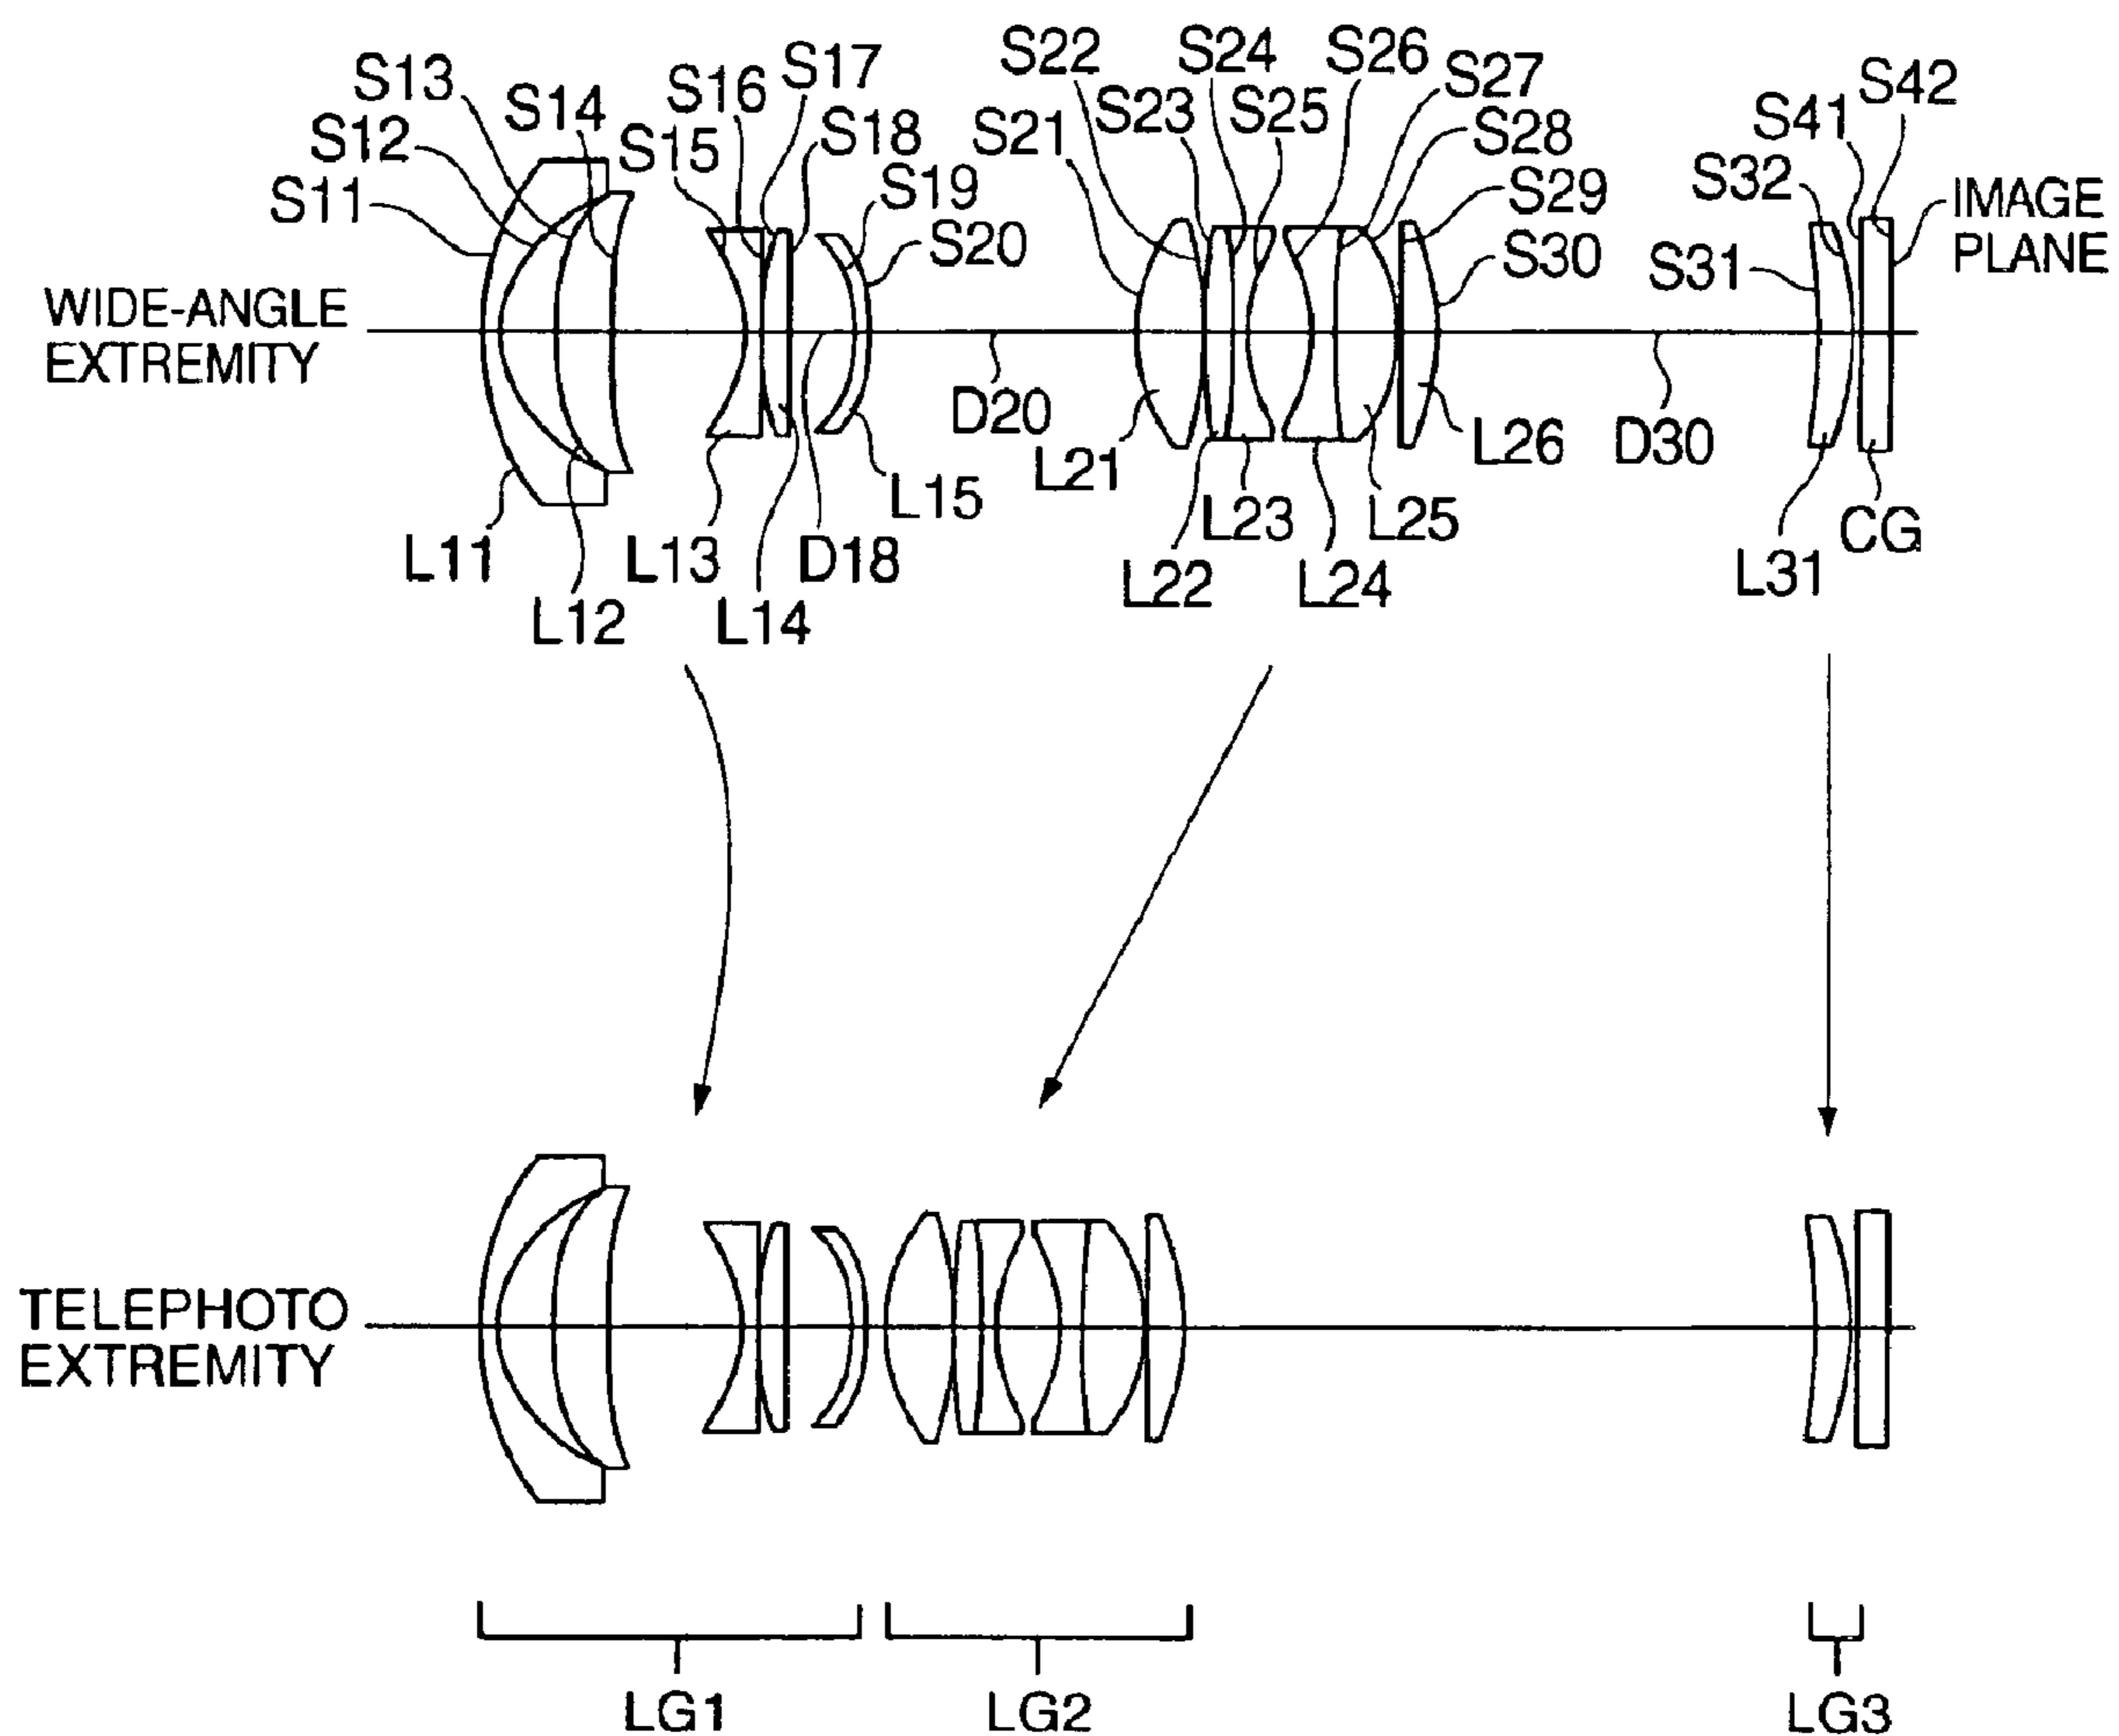 S11
S12
S13
S14
S15
S16
S17
S18
S19
S20
S21
S22
S23
S24
S25
S26
S27
S28
S29
S30
S31
S32
S41
S42
IMAGE
PLANE
WIDE-ANGLE
EXTREMITY
L11
L12
L13
L14
D18
L15
D20
L21
L22
L23
L24
L25
L26
D30
L31
CG
TELEPHOTO
EXTREMITY
LG1
LG2
LG3